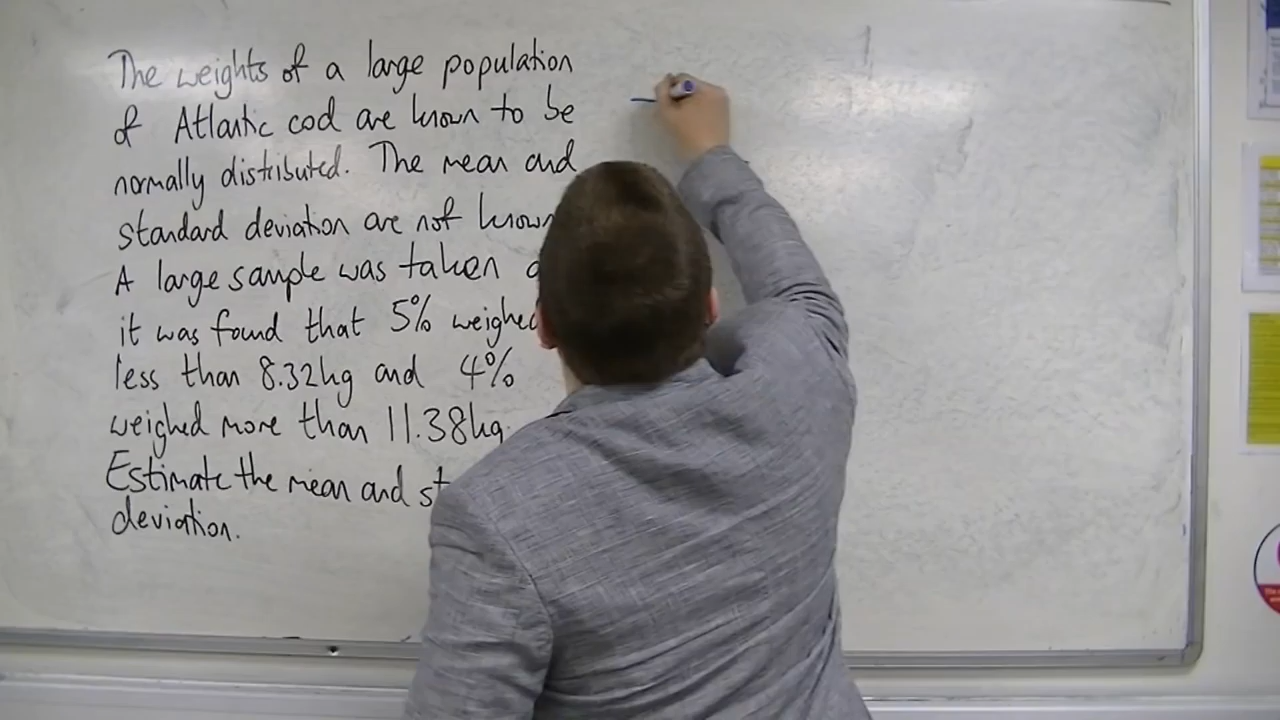 The weights of a large population
of Atlantic cod are known to be
normally distributed. The mean and
standard deviation are not known
A large sample was taken
it was found that 5% weighed
less than 8.32kg and 4%
weighed more than 11.38kg.
Estimate the mean and st
deviation.